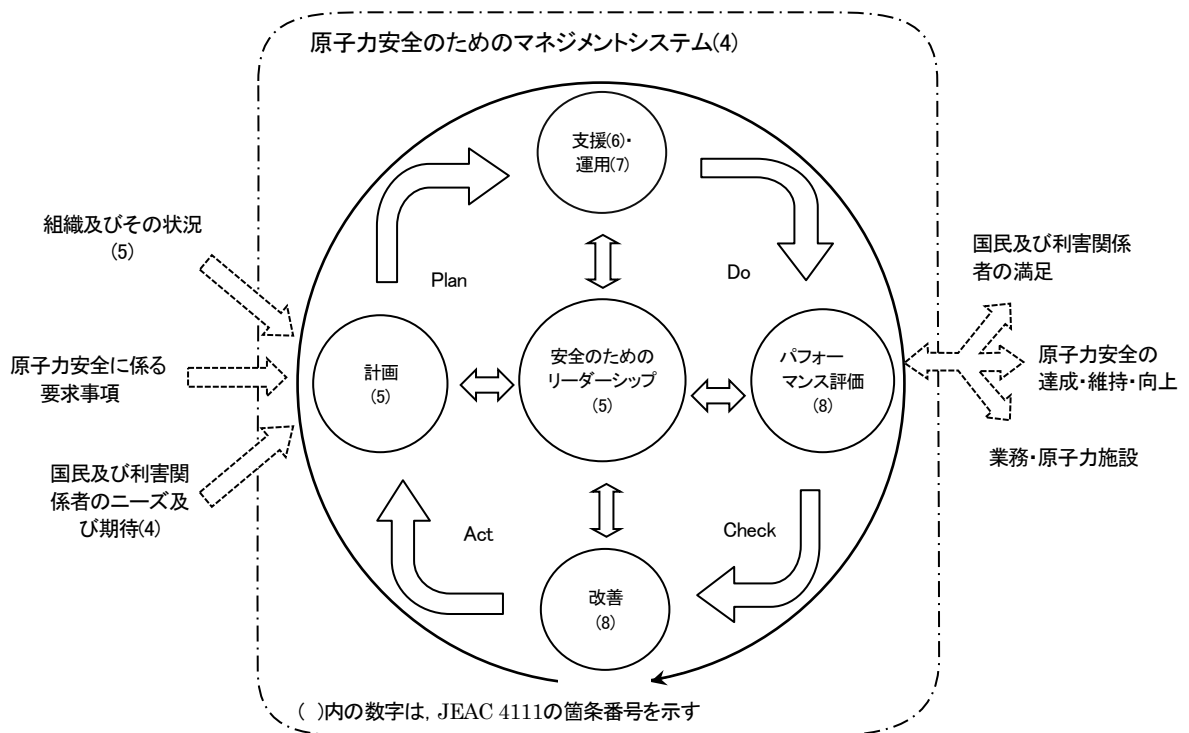 原子力安全のためのマネジメントシステム(4)
支援(6)・
運用(7)
組織及びその状況
(5)
Plan
Do
国民及び利害関係
者の満足
原子力安全に係る
要求事項
計画
(5)
安全のための
リーダーシップ
(5)
パフォー
マンス評価
(8)
原子力安全の
達成・維持・向上
国民及び利害関
係者のニーズ及
び期待(4)
業務・原子力施設
Act
Check
改善
(8)
( )内の数字は, JEAC 4111の箇条番号を示す